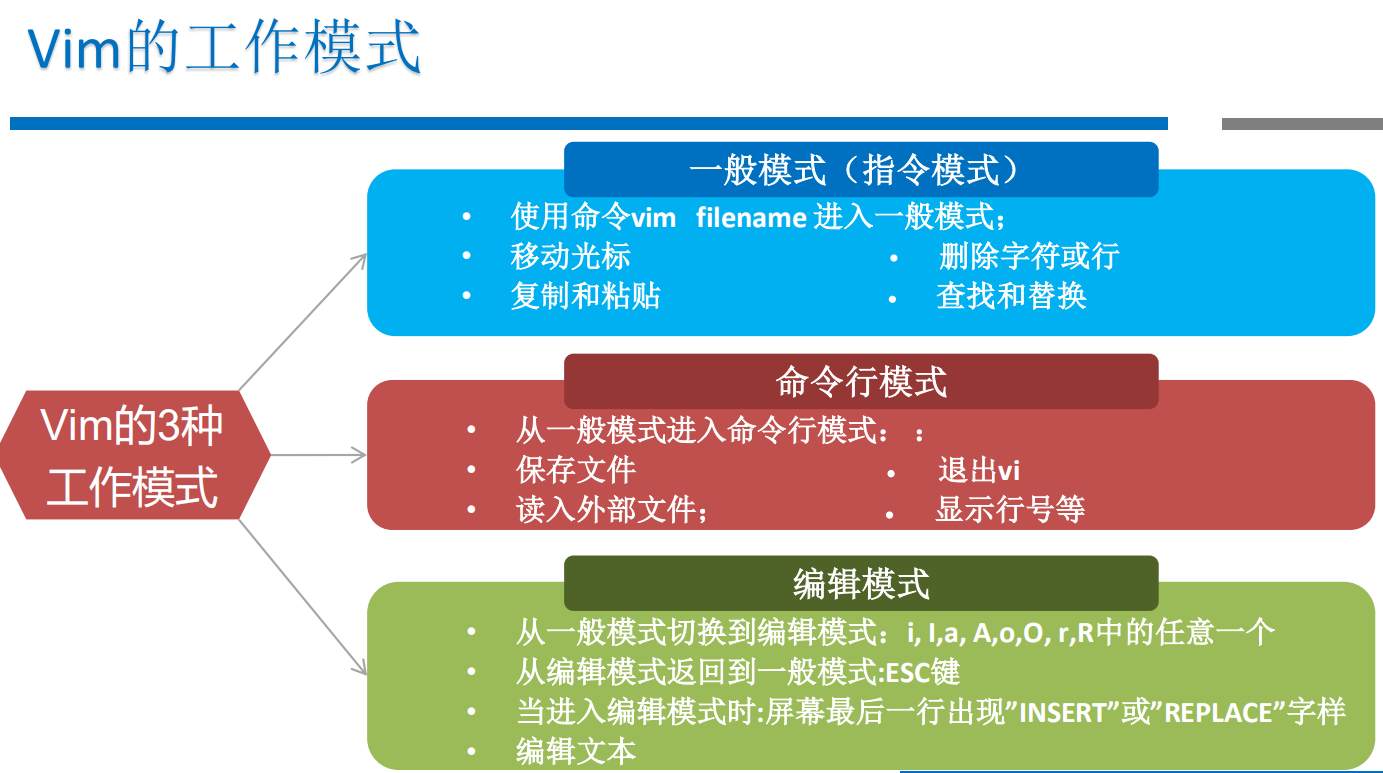 Vim的工作模式
一般模式（指令模式）
• 使用命令vim filename 进入一般模式；
• 移动光标 • 删除字符或行
• 复制和粘贴 • 查找和替换
Vim的3种
工作模式
命令行模式
• 从一般模式进入命令行模式：：
• 保存文件 • 退出vi
• 读入外部文件； • 显示行号等
编辑模式
• 从一般模式切换到编辑模式：i, I,a, A,o,O, r,R中的任意一个
• 从编辑模式返回到一般模式:ESC键
• 当进入编辑模式时:屏幕最后一行出现”INSERT”或”REPLACE”字样
• 编辑文本